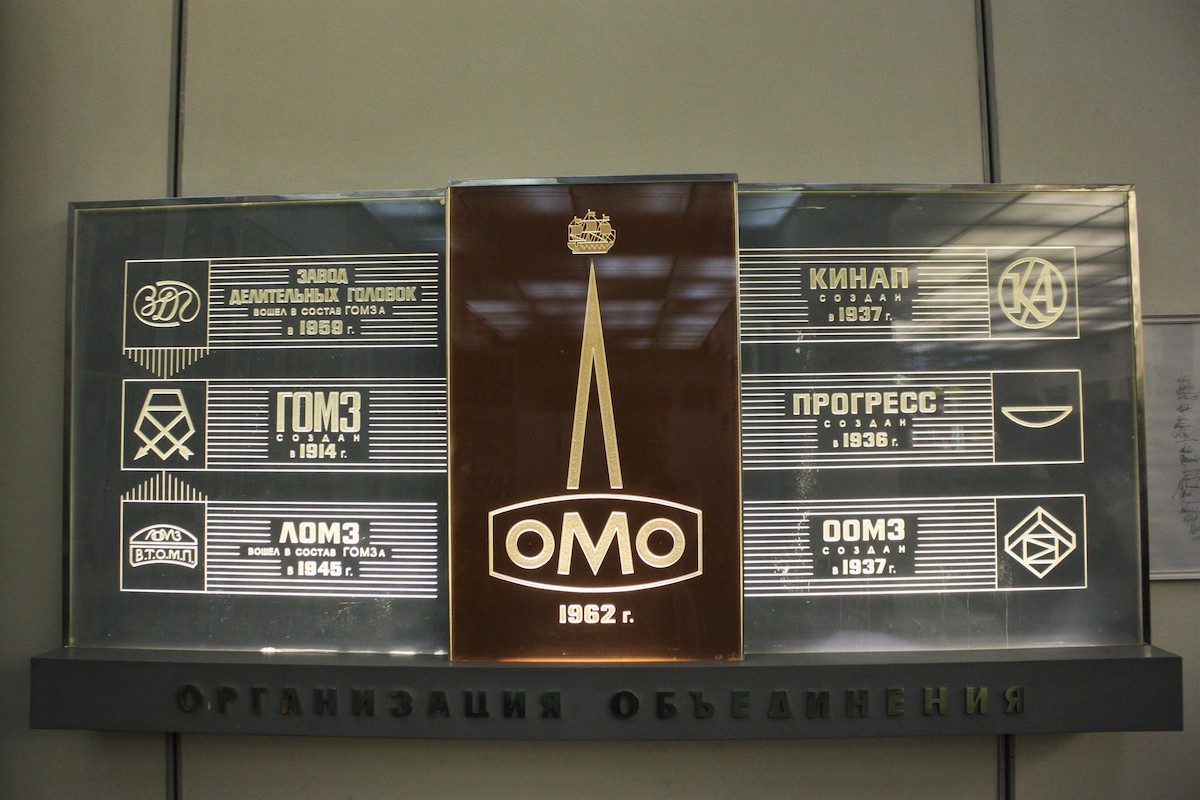 ЗДГ
ЗАВОД
ДЕЛИТЕЛЬНЫХ ГОЛОВОК
ВОШЕЛ В СОСТАВ ГОМЗа
в 1959 г.
ГОМЗ
СОЗДАН
в 1914 г.
ЛОМЗ
В.Т.О.М.П.
ЛОМЗ
ВОШЕЛ В СОСТАВ ГОМЗа
в 1945 г.
ОМО
1962 г.
КИНАП
СОЗДАН
в 1937 г.
КА
ПРОГРЕСС
СОЗДАН
в 1936 г.
ООМЗ
СОЗДАН
в 1937 г.
ОРГАНИЗАЦИЯ ОБЪЕДИНЕНИЯ